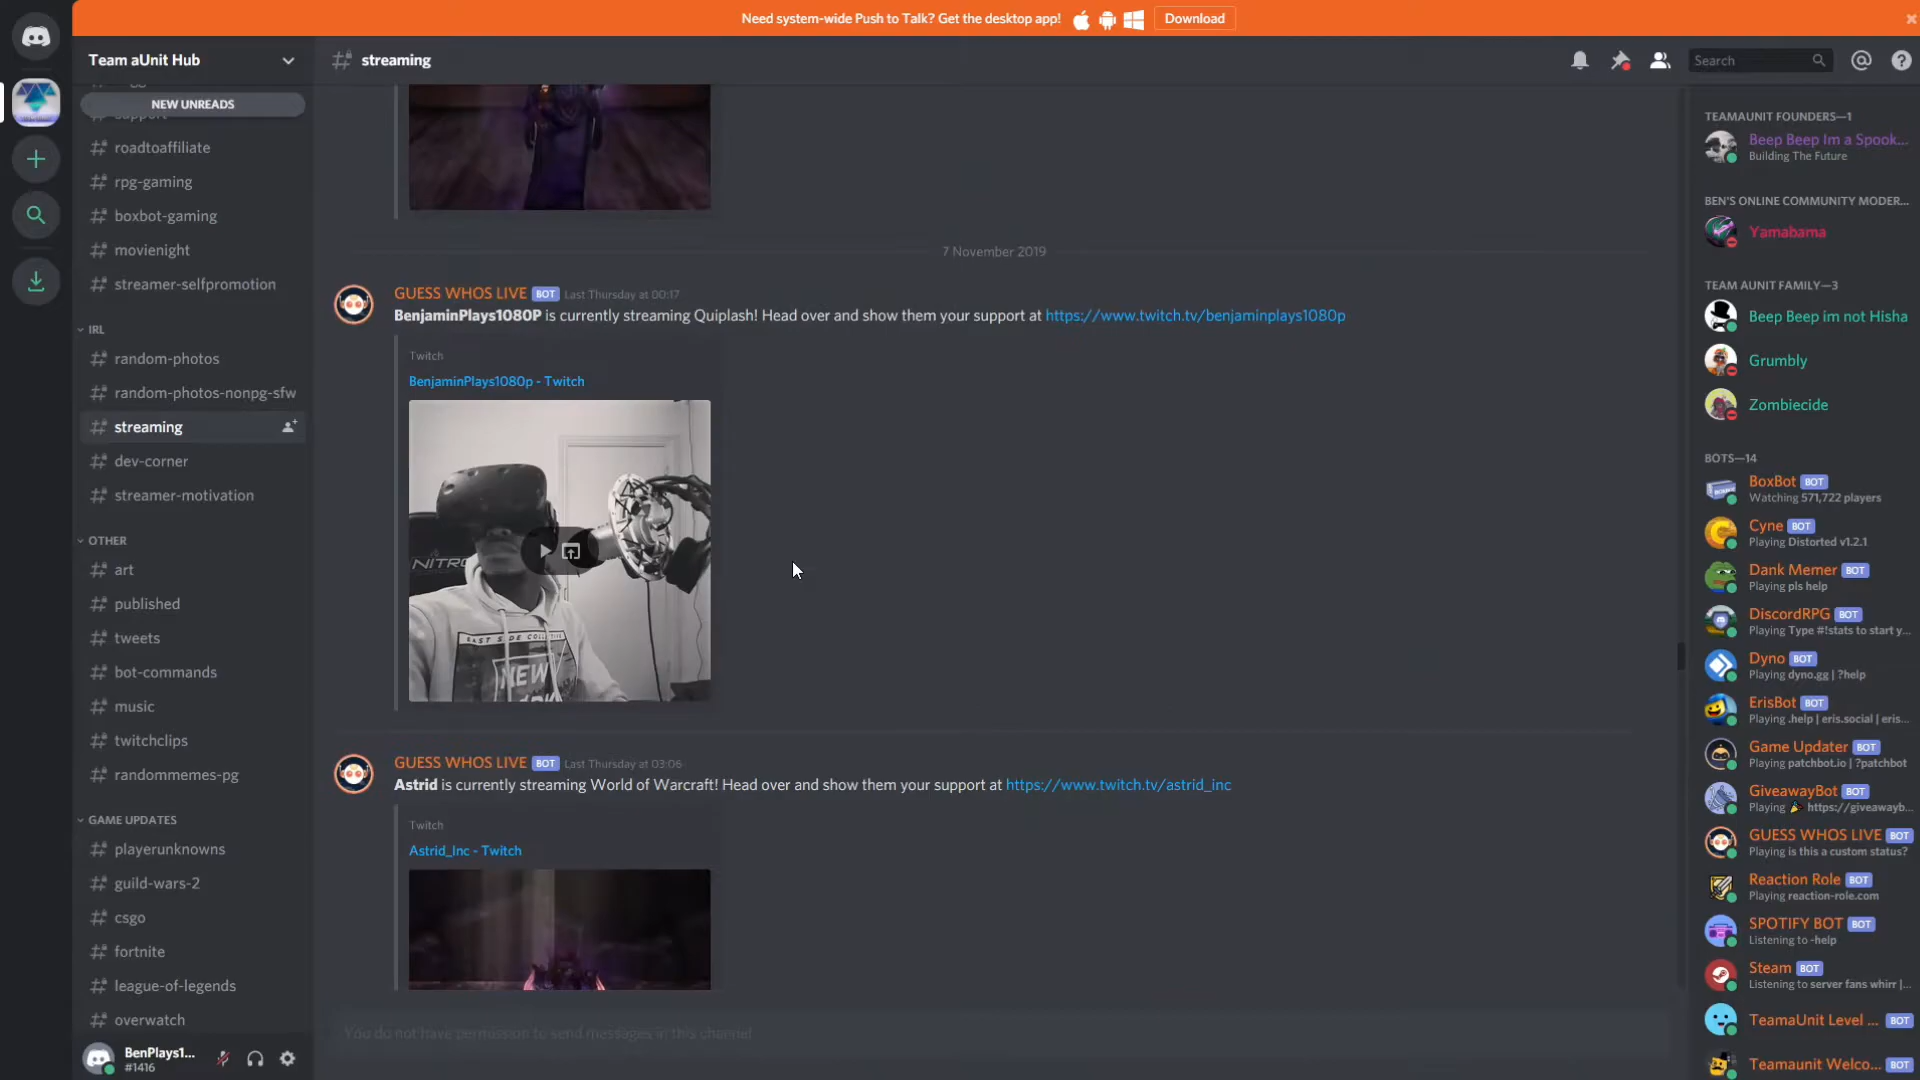 Need system-wide Push to Talk? Get the desktop app!
Download
Team aUnit Hub
NEW UNREADS
support
roadtoaffiliate
rpg-gaming
boxbot-gaming
movienight
streamer-selfpromotion
IRL
random-photos
random-photos-nonpg-sfw
streaming
dev-corner
streamer-motivation
OTHER
art
published
tweets
bot-commands
music
twitchclips
randommemes-pg
GAME UPDATES
playerunknowns
guild-wars-2
csgo
fortnite
league-of-legends
overwatch
BenPlays1...
#1416
streaming
Search
7 November 2019
GUESS WHOS LIVE BOT Last Thursday at 00:17
BenjaminPlays1080P is currently streaming Quiplash! Head over and show them your support at https://www.twitch.tv/benjaminplays1080p
Twitch
BenjaminPlays1080p - Twitch
NITRO
EAST SIDE COLLECTIVE
NEW
GUESS WHOS LIVE BOT Last Thursday at 03:06
Astrid is currently streaming World of Warcraft! Head over and show them your support at https://www.twitch.tv/astrid_inc
Twitch
Astrid_Inc - Twitch
You do not have permission to send messages in this channel
TEAMAUNIT FOUNDERS—1
Beep Beep Im a Spook...
Building The Future
BEN'S ONLINE COMMUNITY MODER...
Yamabama
TEAM AUNIT FAMILY—3
Beep Beep im not Hisha
Grumbly
Zombiecide
BOTS—14
BoxBot BOT
Watching 571,722 players
Cyne BOT
Playing Distorted v1.2.1
Dank Memer BOT
Playing pls help
DiscordRPG BOT
Playing Type #!stats to start y...
Dyno BOT
Playing dyno.gg | ?help
ErisBot BOT
Playing .help | eris.social | eris...
Game Updater BOT
Playing patchbot.io | ?patchbot
GiveawayBot BOT
Playing 🎉 https://giveawayb...
GUESS WHOS LIVE BOT
Playing is this a custom status?
Reaction Role BOT
Playing reaction-role.com
SPOTIFY BOT BOT
Listening to -help
Steam BOT
Listening to server fans whirr |...
TeamaUnit Level ... BOT
Teamaunit Welco... BOT